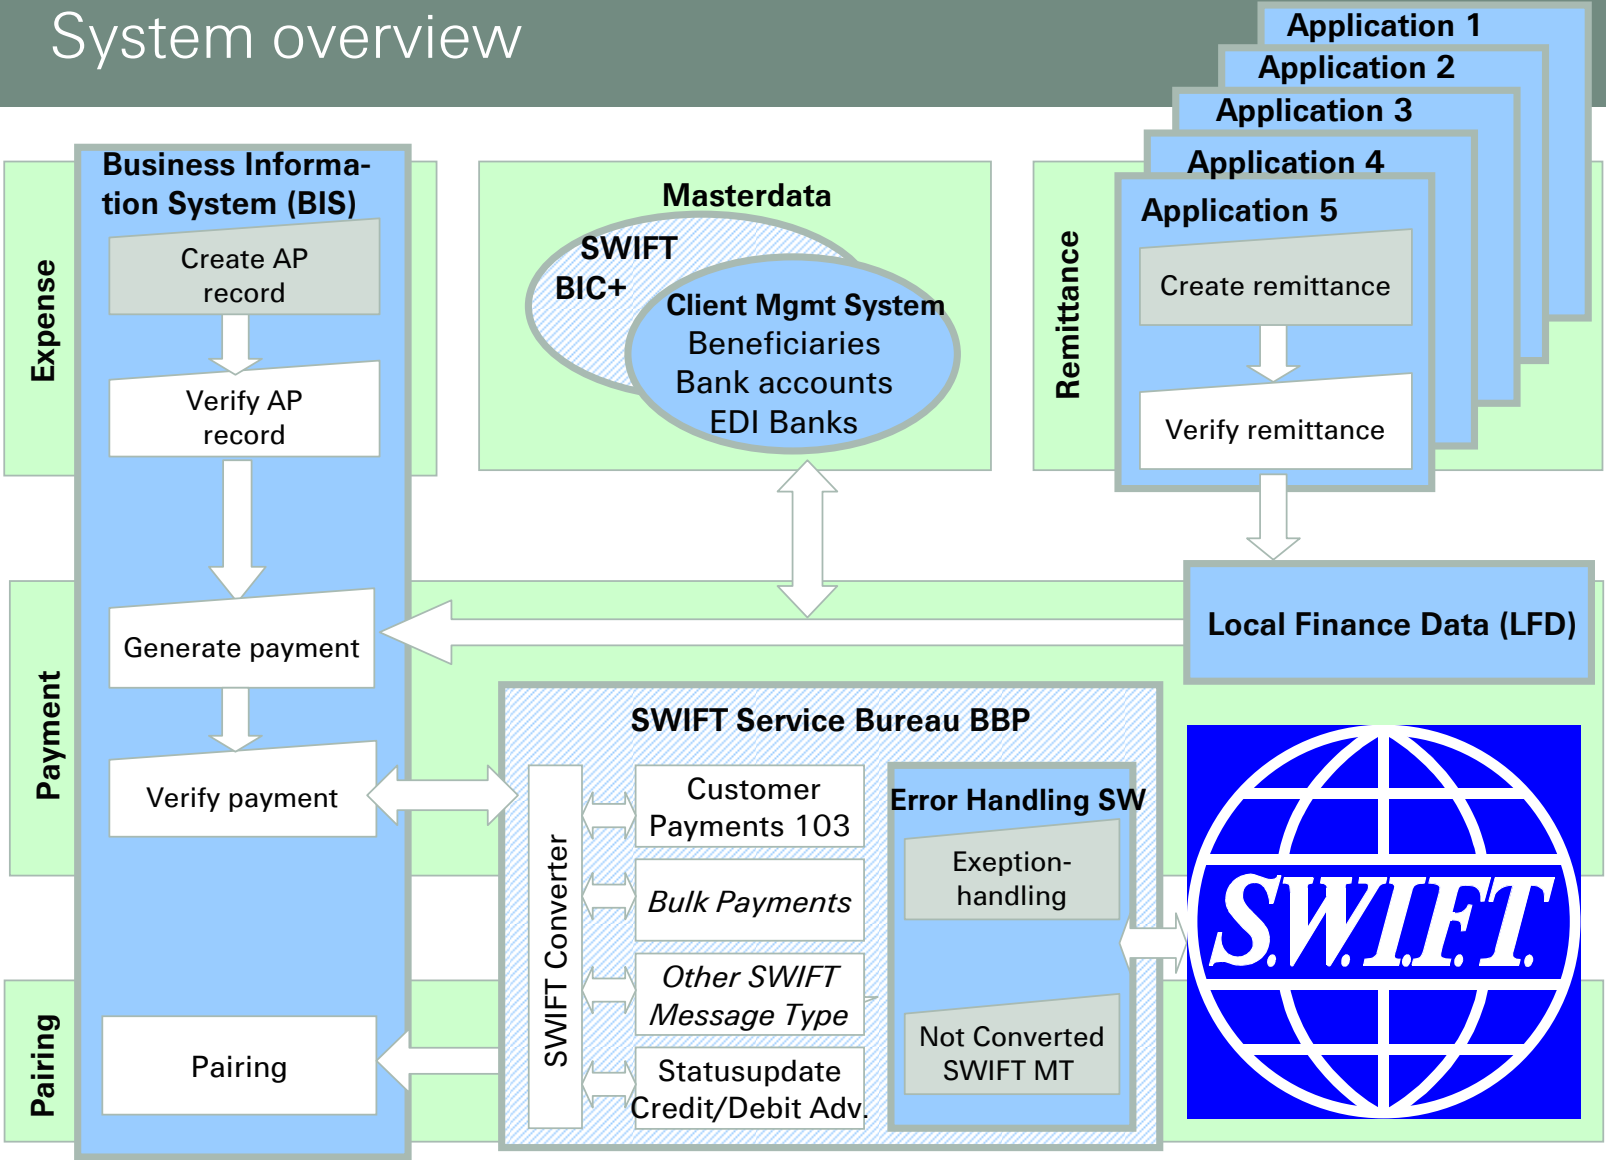 System overview
Application 1
Application 2
Application 3
Application 4
Application 5
Create remittance
Verify remittance
Remittance
Expense
Business Informa-
tion System (BIS)
Create AP
record
Verify AP
record
Masterdata
SWIFT
BIC+
Client Mgmt System
Beneficiaries
Bank accounts
EDI Banks
Payment
Generate payment
Verify payment
Local Finance Data (LFD)
SWIFT Service Bureau BBP
SWIFT Converter
Customer
Payments 103
Bulk Payments
Other SWIFT
Message Type
Statusupdate
Credit/Debit Adv.
Error Handling SW
Exeption-
handling
Not Converted
SWIFT MT
S.W.I.F.T.
Pairing
Pairing